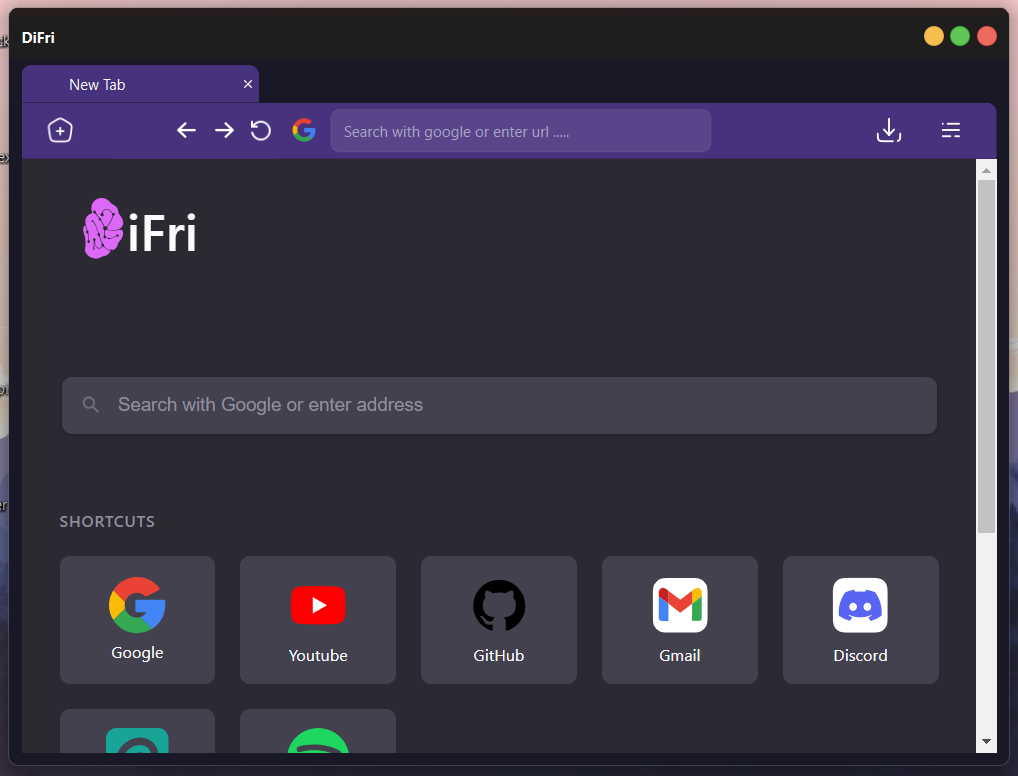 DiFri
New Tab
Search with google or enter url .....
iFri
Search with Google or enter address
SHORTCUTS
Google
Youtube
GitHub
Gmail
Discord